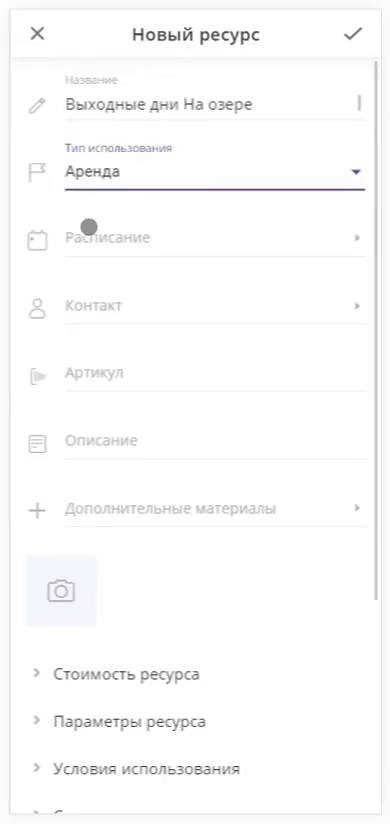 Новый ресурс
Название
Выходные дни На озере
Тип использования
Аренда
Расписание
Контакт
Артикул
Описание
Дополнительные материалы
Стоимость ресурса
Параметры ресурса
Условия использования